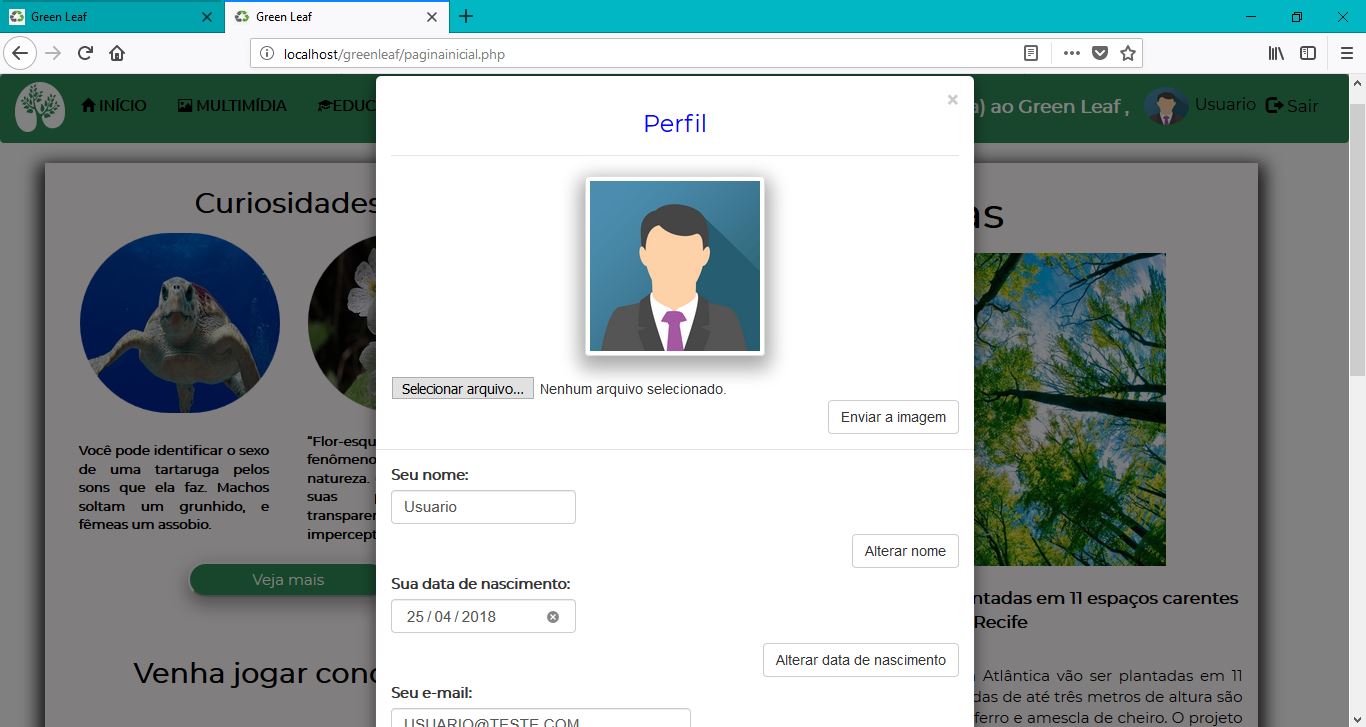 Green Leaf
Green Leaf
localhost/greenleaf/paginainicial.php
INÍCIO
MULTIMÍDIA
ao Green Leaf ,
Usuario
Sair
×
Perfil
Selecionar arquivo...
Nenhum arquivo selecionado.
Enviar a imagem
Seu nome:
Usuario
Alterar nome
Sua data de nascimento:
25 / 04 / 2018
Alterar data de nascimento
Seu e-mail:
USUARIO@TESTE.COM
Curiosidades
Você pode identificar o sexo
de uma tartaruga pelos
sons que ela faz. Machos
soltam um grunhido, e
fêmeas um assobio.
"Flor-esqu
fenômeno
natureza.
suas
transparen
impercept
Veja mais
Venha jogar
as
ntadas em 11 espaços carentes
Recife
Atlântica vão ser plantadas em 11
das de até três metros de altura são
ferro e amescla de cheiro. O projeto